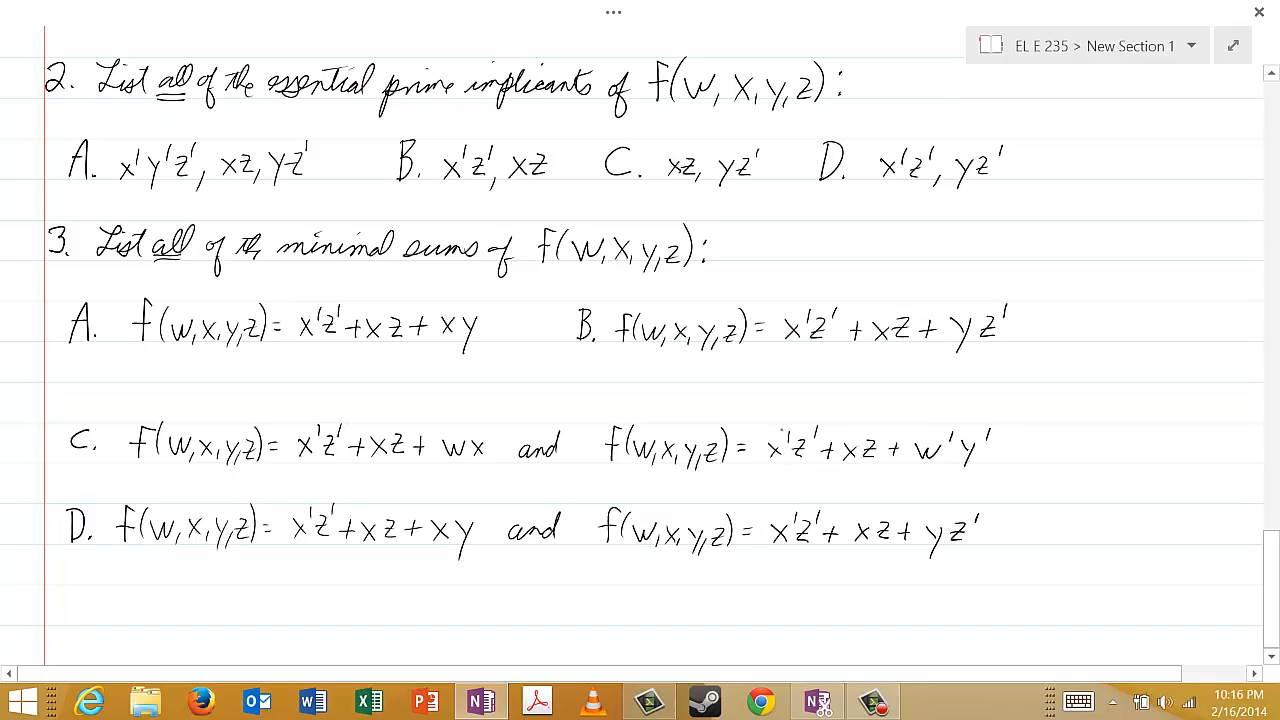 EL E 235 > New Section 1
2. List all of the essential prime implicants of f(w, x, y, z):
A. x'y'z', xz, yz' B. x'z', xz C. xz, yz' D. x'z', yz'
3. List all of the minimal sums of f(w,x,y,z):
A. f(w,x,y,z)= x'z'+xz+xy B. f(w,x,y,z)= x'z'+xz+yz'
C. f(w,x,y,z)= x'z'+xz+wx and f(w,x,y,z)= x'z'+xz+w'y'
D. f(w,x,y,z)= x'z'+xz+xy and f(w,x,y,z)= x'z'+xz+yz'
10:16 PM
2/16/2014